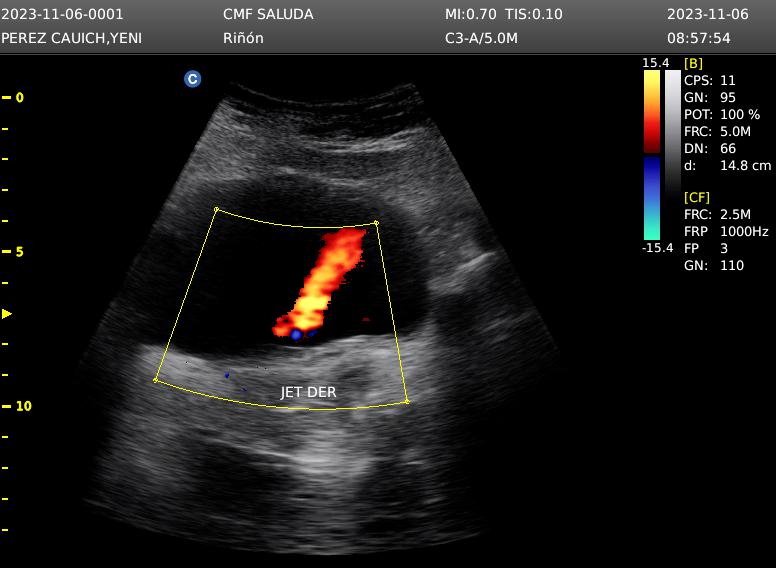 2023-11-06-0001 CMF SALUDA MI:0.70 TIS:0.10 2023-11-06
PEREZ CAUICH,YENI Riñón C3-A/5.0M 08:57:54
C
15.4 [B]
CPS: 11
GN: 95
POT: 100 %
FRC: 5.0M
DN: 66
d: 14.8 cm
[CF]
FRC: 2.5M
FRP 1000Hz
-15.4 FP 3
GN: 110
0
5
10
JET DER